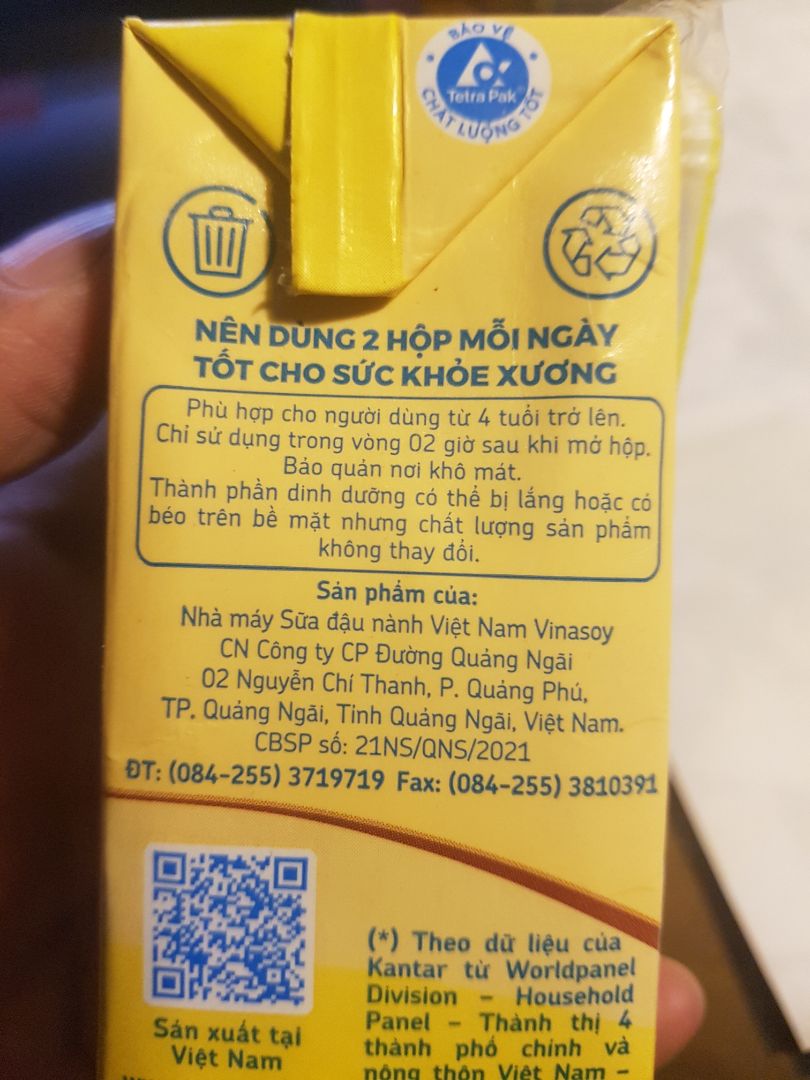 BẢO VỆ
Tetra Pak
CHẤT LƯỢNG TỐT
NÊN DÙNG 2 HỘP MỖI NGÀY
TỐT CHO SỨC KHỎE XƯƠNG
Phù hợp cho người dùng từ 4 tuổi trở lên.
Chỉ sử dụng trong vòng 02 giờ sau khi mở hộp.
Bảo quản nơi khô mát.
Thành phần dinh dưỡng có thể bị lắng hoặc có
béo trên bề mặt nhưng chất lượng sản phẩm
không thay đổi.
Sản phẩm của:
Nhà máy Sữa đậu nành Việt Nam Vinasoy
CN Công ty CP Đường Quảng Ngãi
02 Nguyễn Chí Thanh, P. Quảng Phú,
TP. Quảng Ngãi, Tỉnh Quảng Ngãi, Việt Nam.
CBSP số: 21NS/QNS/2021
ĐT: (084-255) 3719719 Fax: (084-255) 3810391
(*) Theo dữ liệu của
Kantar từ Worldpanel
Division – Household
Panel – Thành thị 4
thành phố chính và
nông thôn Việt Nam –
Sản xuất tại
Việt Nam